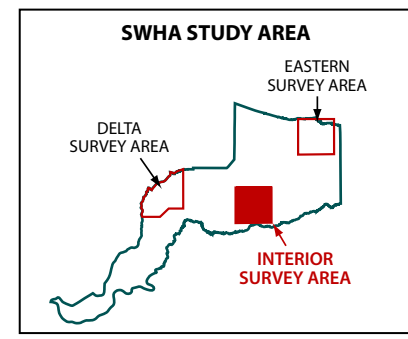 SWHA STUDY AREA
EASTERN
SURVEY AREA
DELTA
SURVEY AREA
INTERIOR
SURVEY AREA